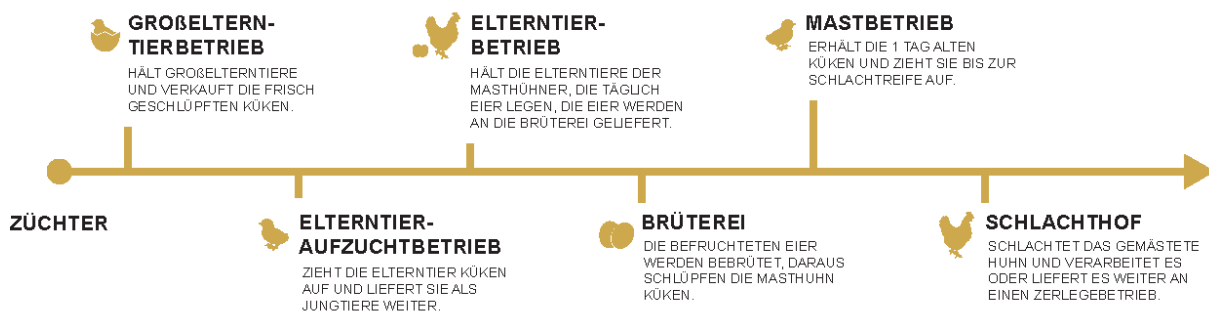 ZÜCHTER
GROßELTERN-
TIERBETRIEB
HÄLT GROßELTERNTIERE
UND VERKAUFT DIE FRISCH
GESCHLÜPFTEN KÜKEN.
ELTERNTIER-
AUFZUCHTBETRIEB
ZIEHT DIE ELTERNTIER KÜKEN
AUF UND LIEFERT SIE ALS
JUNGTIERE WEITER.
ELTERNTIER-
BETRIEB
HÄLT DIE ELTERNTIERE DER
MASTHÜHNER, DIE TÄGLICH
EIER LEGEN, DIE EIER WERDEN
AN DIE BRÜTEREI GELIEFERT.
BRÜTEREI
DIE BEFRUCHTETEN EIER
WERDEN BEBRÜTET, DARAUS
SCHLÜPFEN DIE MASTHUHN
KÜKEN.
MASTBETRIEB
ERHÄLT DIE 1 TAG ALTEN
KÜKEN UND ZIEHT SIE BIS ZUR
SCHLACHTREIFE AUF.
SCHLACHTHOF
SCHLACHTET DAS GEMÄSTETE
HUHN UND VERARBEITET ES
ODER LIEFERT ES WEITER AN
EINEN ZERLEGEBETRIEB.